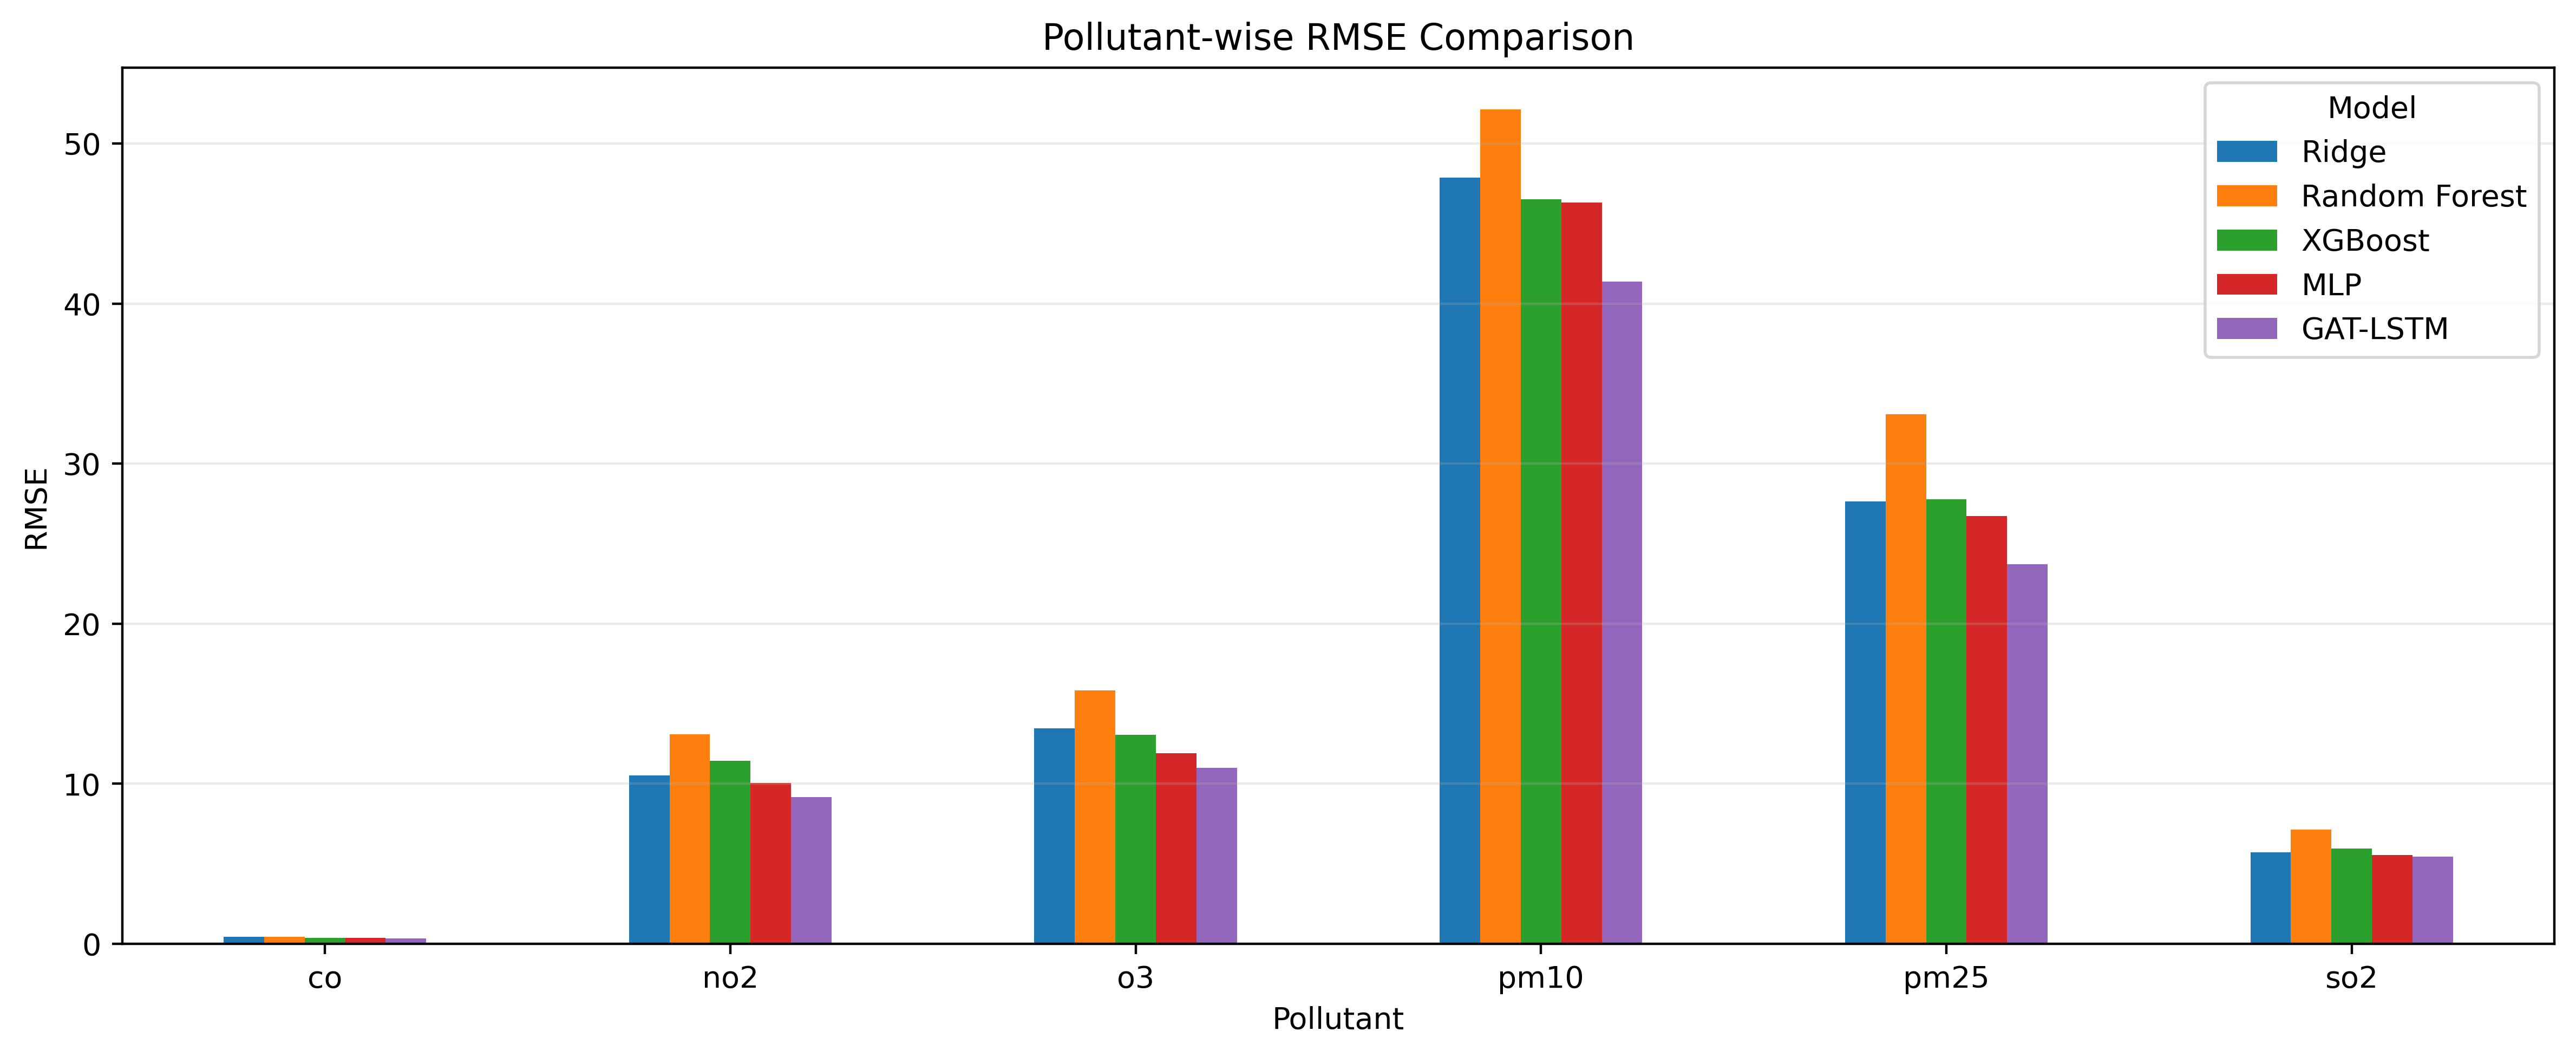 Pollutant-wise RMSE Comparison
Model
Ridge
Random Forest
XGBoost
MLP
GAT-LSTM
RMSE
50
40
30
20
10
0
co
no2
o3
pm10
pm25
so2
Pollutant